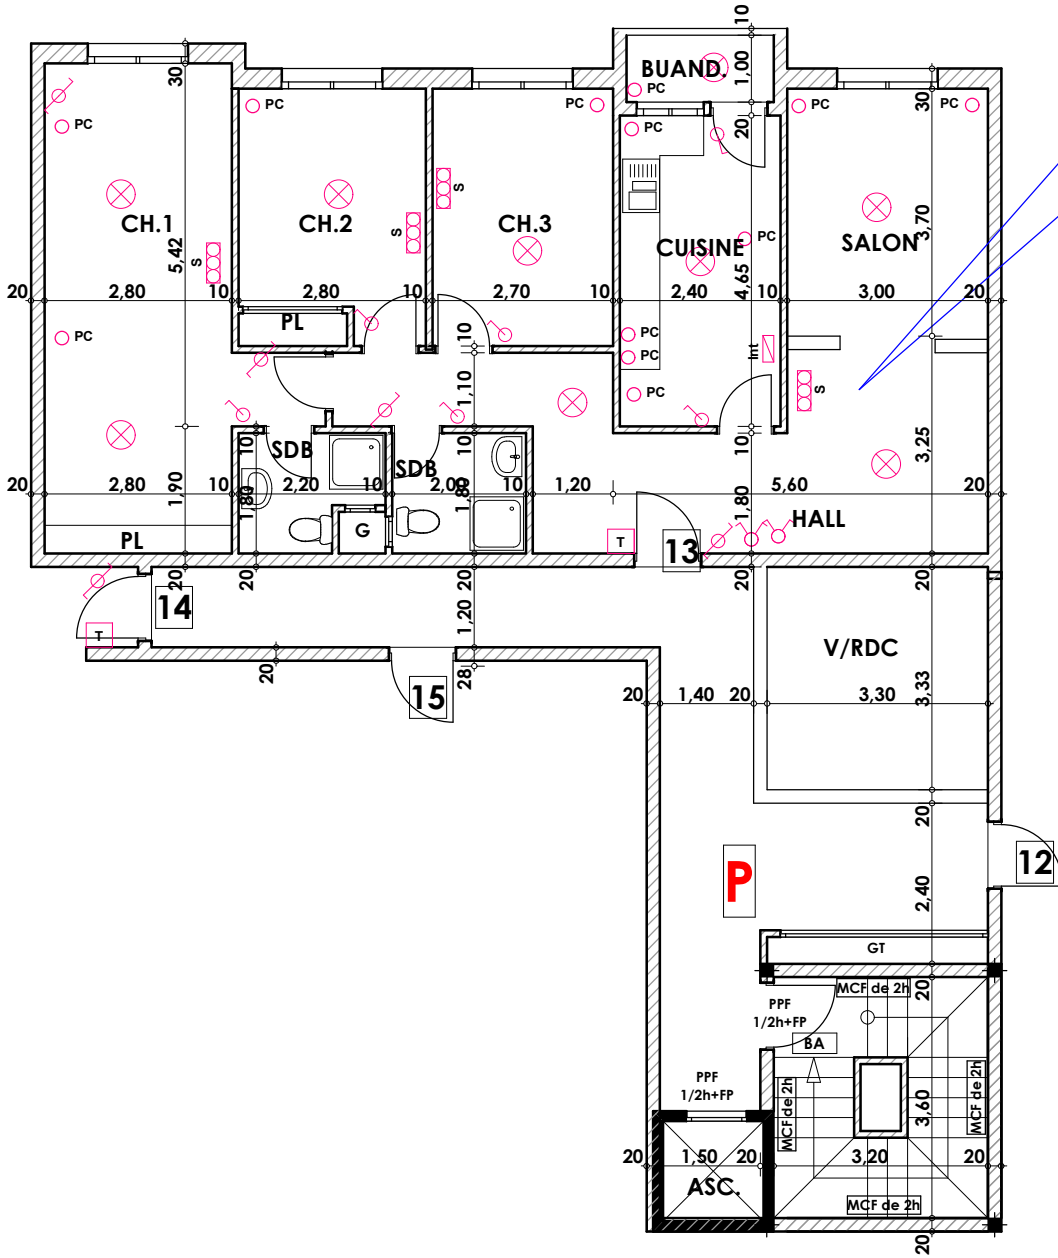 10
BUAND.
1,00
30
30
PC
PC
PC
PC
PC
PC
PC
20
S
S
CH.1
CH.2
CH.3
CUISINE
PC
SALON
3,70
5,42
4,65
20
2,80
10
2,80
10
2,70
10
2,40
10
3,00
20
PL
PC
PC
PC
PC
Int
10
S
1,10
SDB
SDB
10
10
10
3,25
20
2,80
1,90
10
2,20
1,80
10
2,00
1,80
1,20
5,60
1,80
20
HALL
PL
G
T
13
20
20
20
20
20
14
T
1,20
V/RDC
20
28
15
20
1,40
20
3,30
3,33
20
12
P
2,40
GT
20
MCF de 2h
PPF
1/2h+FP
BA
PPF
1/2h+FP
MCF de 2h
3,60
MCF de 2h
20
1,50
20
3,20
20
ASC.
MCF de 2h
20